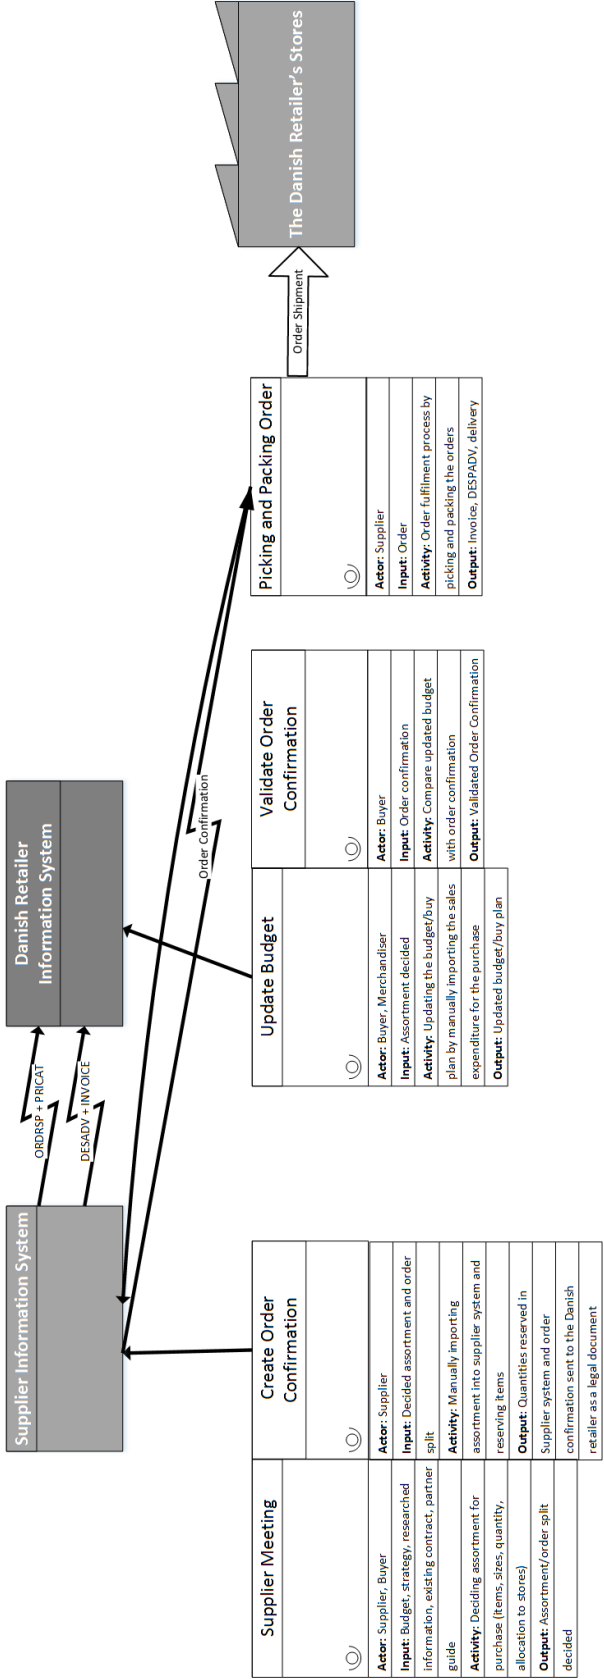 Supplier Information System
ORDRSP + PRICAT
DESADV + INVOICE
Danish Retailer
Information System
Order Confirmation
Supplier Meeting
Actor: Supplier, Buyer
Input: Budget, strategy, researched
information, existing contract, partner
guide
Activity: Deciding assortment for
purchase (items, sizes, quantity,
allocation to stores)
Output: Assortment/order split
decided
Create Order
Confirmation
Actor: Supplier
Input: Decided assortment and order
split
Activity: Manually importing
assortment into supplier system and
reserving items
Output: Quantities reserved in
Supplier system and order
confirmation sent to the Danish
retailer as a legal document
Update Budget
Actor: Buyer, Merchandiser
Input: Assortment decided
Activity: Updating the budget/buy
plan by manually importing the sales
expenditure for the purchase
Output: Updated budget/buy plan
Validate Order
Confirmation
Actor: Buyer
Input: Order confirmation
Activity: Compare updated budget
with order confirmation
Output: Validated Order Confirmation
Picking and Packing Order
Actor: Supplier
Input: Order
Activity: Order fulfilment process by
picking and packing the orders
Output: Invoice, DESPADV, delivery
Order Shipment
The Danish Retailer's Stores